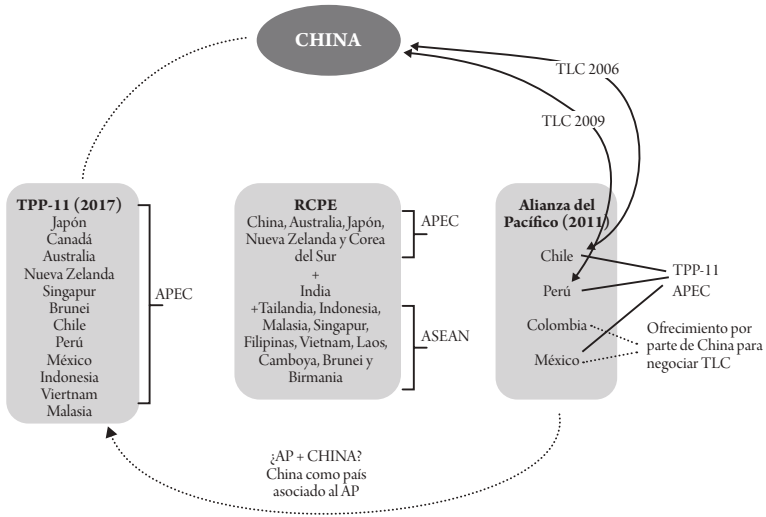 CHINA
TLC 2006
TLC 2009
TPP-11 (2017)
Japón
Canadá
Australia
Nueva Zelanda
Singapur
Brunei
Chile
Perú
México
Indonesia
Viertnam
Malasia
APEC
RCPE
China, Australia, Japón,
Nueva Zelanda y Corea
del Sur
+
India
+Tailandia, Indonesia,
Malasia, Singapur,
Filipinas, Vietnam, Laos,
Camboya, Brunei y
Birmania
APEC
ASEAN
Alianza del
Pacífico (2011)
Chile
Perú
Colombia
México
TPP-11
APEC
Ofrecimiento por
parte de China para
negociar TLC
¿AP + CHINA?
China como país
asociado al AP